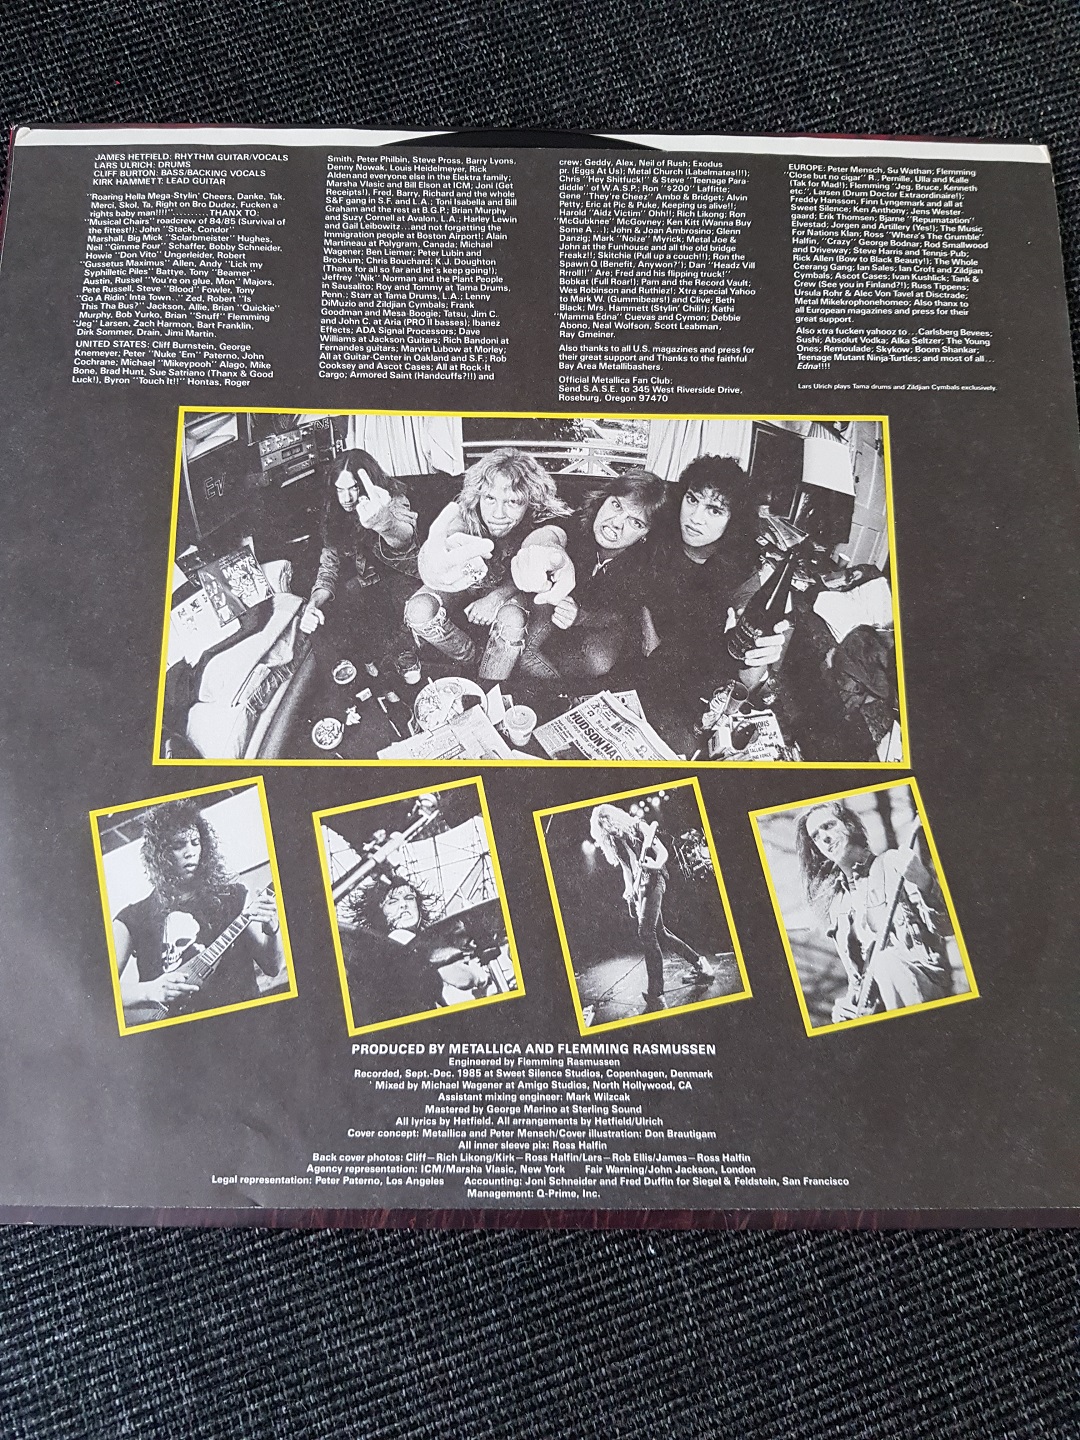 JAMES HETFIELD: RHYTHM GUITAR/VOCALS
LARS ULRICH: DRUMS
CLIFF BURTON: BASS/BACKING VOCALS
KIRK HAMMETT: LEAD GUITAR
"Roaring Hella Mega-Stylin' Cheers, Danke, Tak,
Merci, Skol, Ta, Right on Bro Dudez, Fucken a
rights baby man!!!!"..........THANX TO:
"Musical Chairs" roadcrew of 84/85 (Survival of
the fittest): John "Stack, Condor"
Marshall, Big Mick "Sclarbmeister" Hughes,
Neil "Gimme Four" Schaffer, Bobby Schneider,
Howie "Don Vito" Ungerleider, Robert
"Gussetus Maximus" Allen, Andy "Lick my
Syphilletic Piles" Battye, Tony "Beamer"
Austin, Russel "You're on glue, Mon" Majors,
Pete Russell, Steve "Blood" Fowler, Tony
"Go A Ridin' Inta Town.." Zed, Robert "Is
This Tha Bus?" Jackson, Allie, Brian "Quickie"
Murphy, Bob Yurko, Brian "Snuff" Flemming
"Jeg" Larsen, Zach Harmon, Bart Franklin,
Dirk Sommer, Drain, Jimi Martin.
UNITED STATES: Cliff Burnstein, George
Knemeyer; Peter "Nuke 'Em" Paterno, John
Cochrane; Michael "Mikeypooh" Alago, Mike
Bone, Brad Hunt, Sue Satriano (Thanx & Good
Luck!), Byron "Touch It!!" Hontas, Roger
Smith, Peter Philbin, Steve Pross, Barry Lyons,
Denny Nowak, Louis Heidelmeyer, Rick
Alden and everyone else in the Elektra family;
Marsha Vlasic and Bill Elson at ICM; Joni (Get
Receipts!), Fred, Barry, Richard and the whole
S&F gang in S.F. and L.A.; Toni Isabella and Bill
Graham and the rest at B.G.P.; Brian Murphy
and Suzy Cornell at Avalon, L.A.; Harley Lewin
and Gail Leibowitz...and not forgetting the
Immigration people at Boston Airport!; Alain
Martineau at Polygram, Canada; Michael
Wagener; Ben Liemer; Peter Lubin and
Brockum; Chris Bouchard; K.J. Doughton
(Thanx for all so far and let's keep going!);
Jeffrey "Nik" Norman and the Plant People
in Sausalito; Roy and Tommy at Tama Drums,
Penn.; Starr at Tama Drums, L.A.; Lenny
DiMuzio and Zildjian Cymbals; Frank
Goodman and Mesa-Boogie; Tatsu, Jim C.
and John C. at Aria (PRO II basses); Ibanez
Effects; ADA Signal Processors; Dave
Williams at Jackson Guitars; Rich Bandoni at
Fernandes guitars; Marvin Lubow at Morley;
All at Guitar-Center in Oakland and S.F.; Rob
Cooksey and Ascot Cases; All at Rock-It
Cargo; Armored Saint (Handcuffs?!!) and
crew; Geddy, Alex, Neil of Rush; Exodus
pr. (Eggs At Us); Metal Church (Labelmates!!!);
Chris "Hey Shitfuck!" & Steve "Teenage Para-
diddle" of W.A.S.P.; Ron "$200" Laffitte;
Gene "They're Cheez" Ambo & Bridget; Alvin
Petty; Eric at Pic & Puke, Keeping us alive!!;
Harold "Aidz Victim" Ohh!!; Rich Likong; Ron
"McGubknee" McGovney; Ken Kitt (Wanna Buy
Some A...); John & Joan Ambrosino; Glenn
Danzig; Mark "Noize" Myrick; Metal Joe &
John at the Funhouse and all the old bridge
Freakz!!; Skitchie (Pull up a couch!!); Ron the
Spawn Q (Benefit, Anyworz?'); Dan "Headz Vill
Rroll!!" Are; Fred and his flipping truck!"
Bobkat (Full Roar!); Pam and the Record Vault;
Wes Robinson and Ruthiez!; Xtra special Yahoo
to Mark W. (Gummibears!) and Clive; Beth
Black; Mrs. Hammett (Stylin' Chili!); Kathi
"Mamma Edna" Cuevas and Cymon; Debbie
Abono, Neal Wolfson, Scott Leabman,
Ray Gmeiner.
Also thanks to all U.S. magazines and press for
their great support and Thanks to the faithful
Bay Area Metallibashers.
Official Metallica Fan Club:
Send S.A.S.E. to 345 West Riverside Drive,
Roseburg, Oregon 97470
EUROPE: Peter Mensch, Su Wathan; Flemming
"Close but no cigar" R., Pernille, Ulla and Kalle
(Tak for Mad!) Flemming "Jeg, Bruce, Kenneth
etc.", Larsen (Drum Doctor Extraordinaire!);
Freddy Hansson, Finn Lyngemark and all at
Sweet Silence; Ken Anthony; Jens Wester-
gaard; Erik Thomsen; Bjarne "Repumsation"
Elvestad; Jorgen and Artillery (Yes!); The Music
For Nations Klan; Ross "Where's The Grumble"
Halfin, "Crazy" George Bodnar; Rod Smallwood
and Driveway; Steve Harris and Tennis Pub;
Rick Allen (Bow to Black Beauty!); The Whole
Ceerang Gang; Ian Sales; Ian Croft and Zildjian
Cymbals; Ascot Cases; Ivan Kushlick; Tank &
Crew (See you in Finland?!); Russ Tippens;
Ursula Rohr & Alec Von Tavel at Disctrade;
Metal Mikekrophonehomeo; Also thanx to
all European magazines and press for their
great support.
Also xtra fucken yahooz to...Carlsberg Bevees;
Sushi; Absolut Vodka; Alka Seltzer; The Young
Ones; Remoulade; Skykow; Boom Shankar;
Teenage Mutant Ninja-Turtles; and most of all...
Edna!!!!
Lars Ulrich plays Tama drums and Zildjian Cymbals exclusively.
HUDSON HAS
PRODUCED BY METALLICA AND FLEMMING RASMUSSEN
Engineered by Flemming Rasmussen
Recorded, Sept.-Dec. 1985 at Sweet Silence Studios, Copenhagen, Denmark
Mixed by Michael Wagener at Amigo Studios, North Hollywood, CA
Assistant mixing engineer: Mark Wilzcak
Mastered by George Marino at Sterling Sound
All lyrics by Hetfield. All arrangements by Hetfield/Ulrich
Cover concept: Metallica and Peter Mensch/Cover illustration: Don Brautigam
All inner sleeve pix: Ross Halfin
Back cover photos: Cliff—Rich Likong/Kirk—Ross Halfin/Lars—Rob Ellis/James—Ross Halfin
Agency representation: ICM/Marsha Vlasic, New York Fair Warning/John Jackson, London
Legal representation: Peter Paterno, Los Angeles Accounting: Joni Schneider and Fred Duffin for Siegel & Feldstein, San Francisco
Management: Q-Prime, Inc.